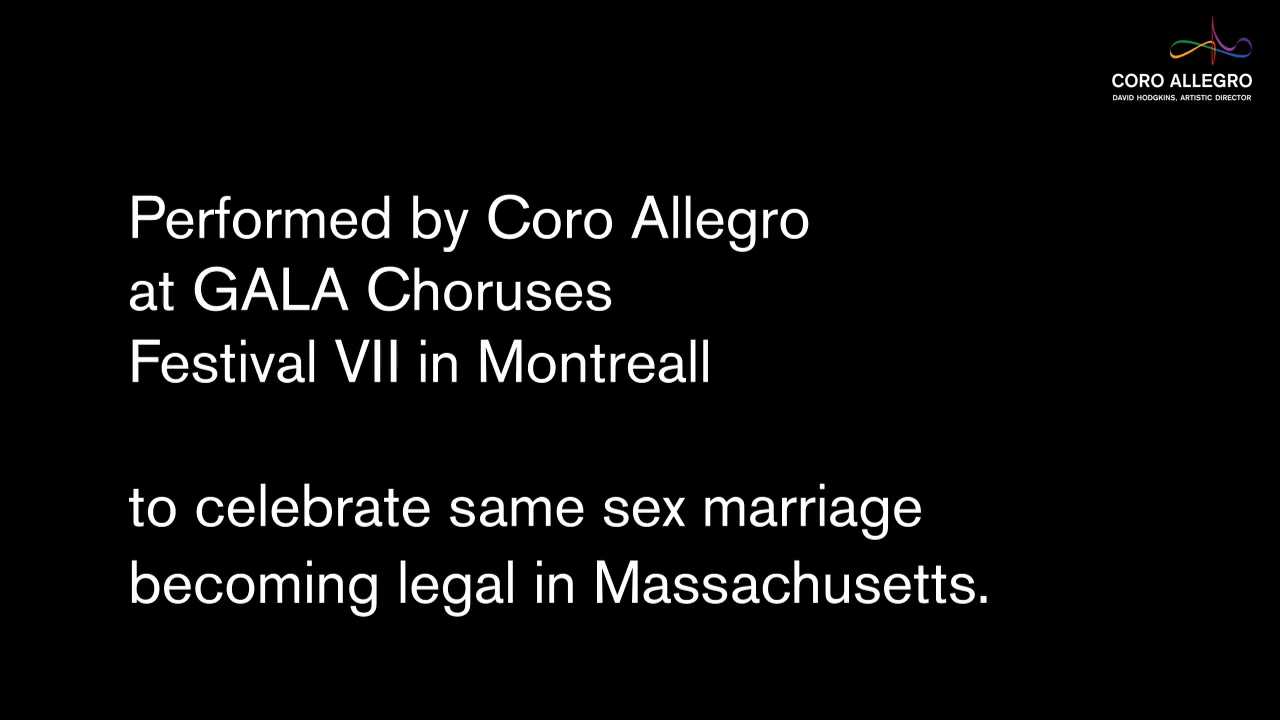 CORO ALLEGRO
DAVID HODGKINS, ARTISTIC DIRECTOR
Performed by Coro Allegro
at GALA Choruses
Festival VII in Montreall
to celebrate same sex marriage
becoming legal in Massachusetts.